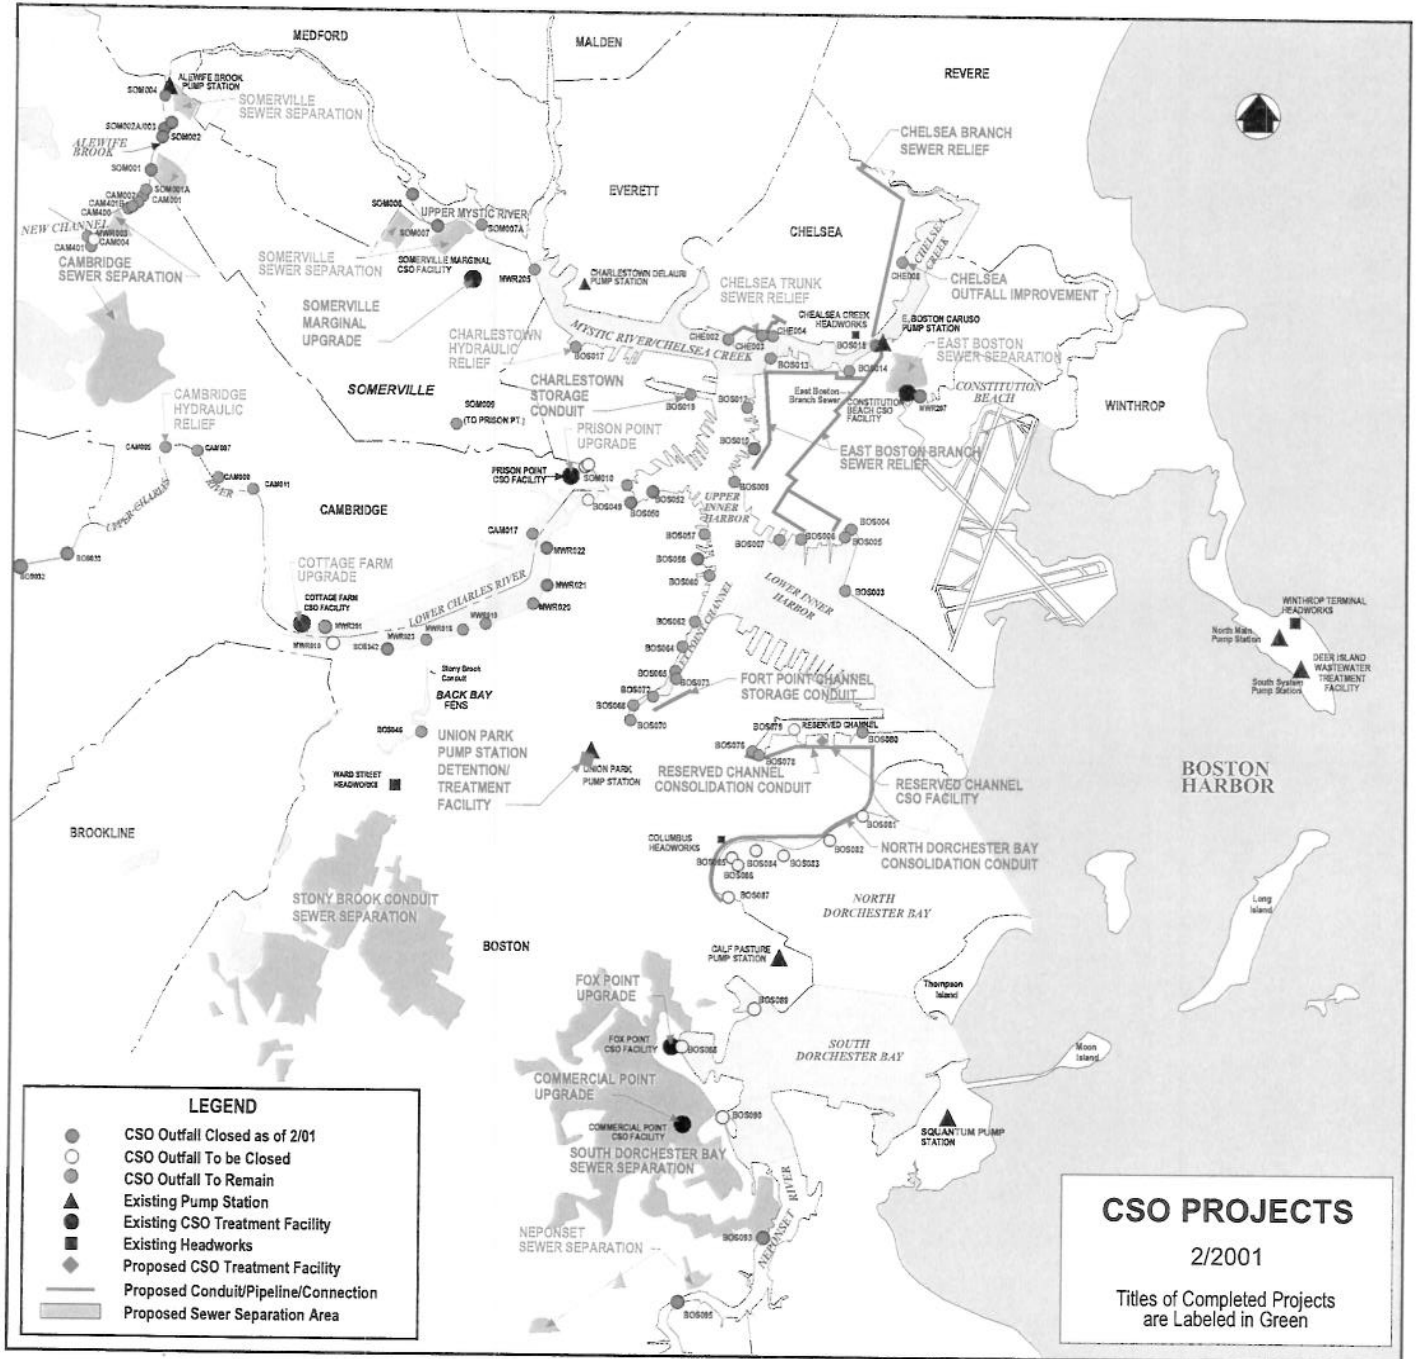 MEDFORD
MALDEN
REVERE
ALEWIFE BROOK
PUMP STATION
SOM004
SOMERVILLE
SEWER SEPARATION
SOM002A/003
SOM002
ALEWIFE
BROOK
CHELSEA BRANCH
SEWER RELIEF
SOM001
SOM001A
CAM002
CAM001
CAM401B
CAM400
NEW CHANNEL
MWR003
CAM004
CAM401
CAMBRIDGE
SEWER SEPARATION
EVERETT
SOM006
UPPER MYSTIC RIVER
SOM007
SOM007A
SOMERVILLE
SEWER SEPARATION
SOMERVILLE MARGINAL
CSO FACILITY
CHELSEA
CHELSEA
CREEK
CHE008
CHELSEA
OUTFALL IMPROVEMENT
MWR205
CHARLESTOWN DELAURI
PUMP STATION
SOMERVILLE
MARGINAL
UPGRADE
CHELSEA TRUNK
SEWER RELIEF
CHEALSEA CREEK
HEADWORKS
E. BOSTON CARUSO
PUMP STATION
CHARLESTOWN
HYDRAULIC
RELIEF
MYSTIC RIVER/CHELSEA CREEK
CHE002
CHE003
CHE004
BOS017
BOS013
BOS014
EAST BOSTON
SEWER SEPARATION
SOMERVILLE
CHARLESTOWN
STORAGE
CONDUIT
BOS019
BOS012
East Boston
Branch Sewer
CONSTITUTION
BEACH CSO
FACILITY
MWR207
CONSTITUTION
BEACH
WINTHROP
CAMBRIDGE
HYDRAULIC
RELIEF
SOM009
(TO PRISON PT.)
PRISON POINT
UPGRADE
BOS010
EAST BOSTON BRANCH
SEWER RELIEF
CAM005
CAM007
PRISON POINT
CSO FACILITY
SOM010
CAM009
CAM011
UPPER CHARLES
RIVER
BOS009
BOS049
BOS050
BOS052
UPPER
INNER
HARBOR
CAMBRIDGE
CAM017
MWR022
BOS057
BOS007
BOS006
BOS004
BOS005
BOS033
BOS032
BOS058
BOS060
MWR021
MWR020
LOWER INNER
HARBOR
BOS003
COTTAGE FARM
UPGRADE
COTTAGE FARM
CSO FACILITY
LOWER CHARLES RIVER
MWR201
MWR010
BOS042
MWR023
MWR018
MWR019
BOS062
BOS064
BOS065
BOS073
WINTHROP TERMINAL
HEADWORKS
North Main
Pump Station
DEER ISLAND
WASTEWATER
TREATMENT
FACILITY
South System
Pump Station
Stony Brook
Conduit
BACK BAY
FENS
FORT POINT CHANNEL
STORAGE CONDUIT
BOS072
BOS068
BOS070
BOS046
UNION PARK
PUMP STATION
DETENTION/
TREATMENT
FACILITY
UNION PARK
PUMP STATION
BOS079
RESERVED CHANNEL
BOS080
BOS076
BOS078
RESERVED CHANNEL
CONSOLIDATION CONDUIT
RESERVED CHANNEL
CSO FACILITY
BOSTON
HARBOR
WARD STREET
HEADWORKS
BROOKLINE
COLUMBUS
HEADWORKS
BOS081
BOS082
BOS083
BOS084
BOS085
BOS086
BOS087
NORTH DORCHESTER BAY
CONSOLIDATION CONDUIT
STONY BROOK CONDUIT
SEWER SEPARATION
NORTH
DORCHESTER BAY
Long
Island
BOSTON
CALF PASTURE
PUMP STATION
FOX POINT
UPGRADE
BOS089
Thompson
Island
FOX POINT
CSO FACILITY
BOS088
SOUTH
DORCHESTER BAY
Moon
Island
COMMERCIAL POINT
UPGRADE
COMMERCIAL POINT
CSO FACILITY
BOS090
SQUANTUM PUMP
STATION
SOUTH DORCHESTER BAY
SEWER SEPARATION
NEPONSET RIVER
NEPONSET
SEWER SEPARATION
BOS093
BOS095
LEGEND
CSO Outfall Closed as of 2/01
CSO Outfall To be Closed
CSO Outfall To Remain
Existing Pump Station
Existing CSO Treatment Facility
Existing Headworks
Proposed CSO Treatment Facility
Proposed Conduit/Pipeline/Connection
Proposed Sewer Separation Area
CSO PROJECTS
2/2001
Titles of Completed Projects
are Labeled in Green